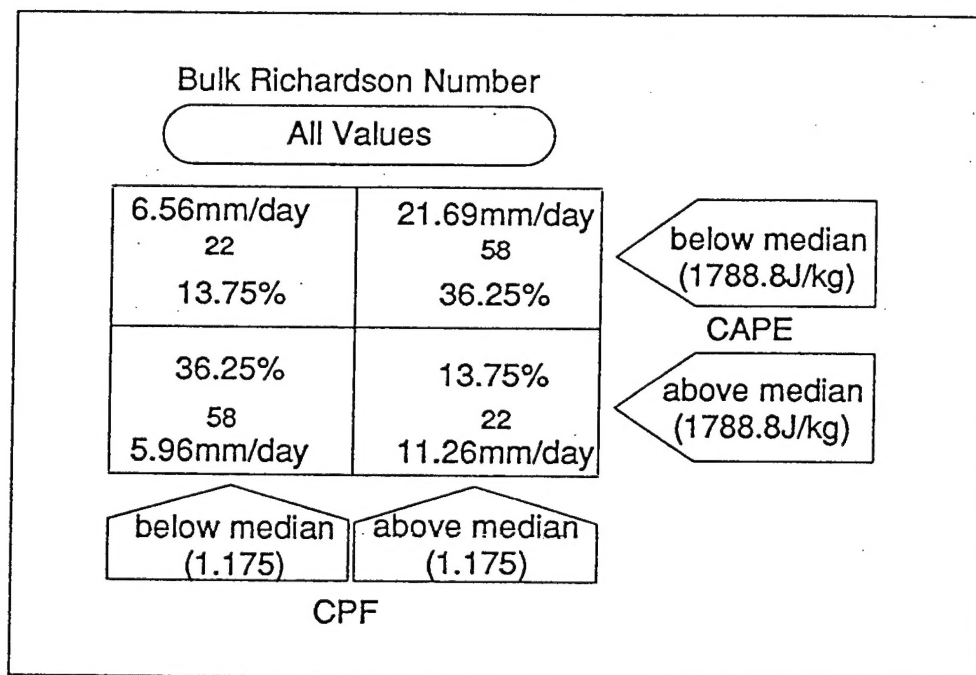 Bulk Richardson Number
All Values
6.56mm/day
22
13.75%
21.69mm/day
58
36.25%
below median
(1788.8J/kg)
CAPE
36.25%
58
5.96mm/day
13.75%
22
11.26mm/day
above median
(1788.8J/kg)
below median
(1.175)
above median
(1.175)
CPF